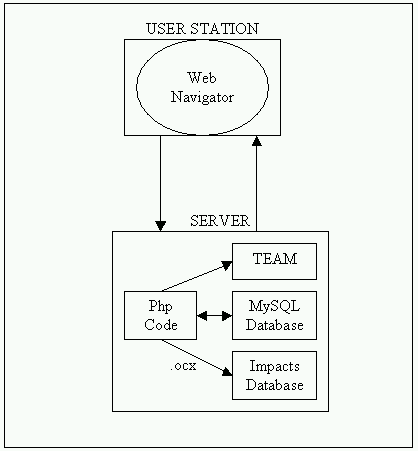 USER STATION
Web
Navigator
SERVER
TEAM
Php
Code
MySQL
Database
.ocx
Impacts
Database